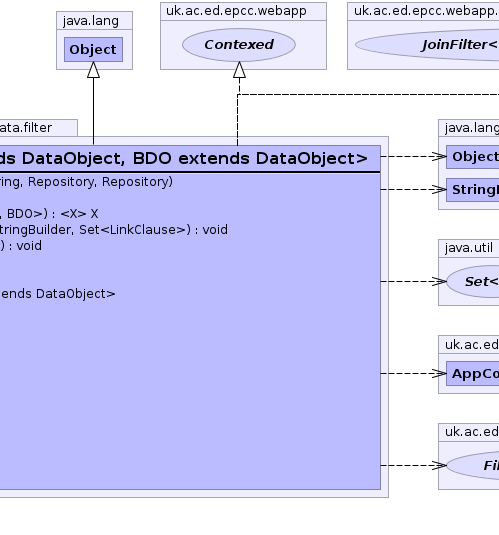 java.lang
Object
uk.ac.ed.epcc.webapp
Contexed
uk.ac.ed.epcc.webapp.
JoinFilter<
ata.filter
ds DataObject, BDO extends DataObject>
ring, Repository, Repository)
, BDO>) : <X> X
tringBuilder, Set<LinkClause>) : void
) : void
ends DataObject>
java.lang
Object
StringB
java.util
Set<
uk.ac.ed
AppCo
uk.ac.ed
Fil